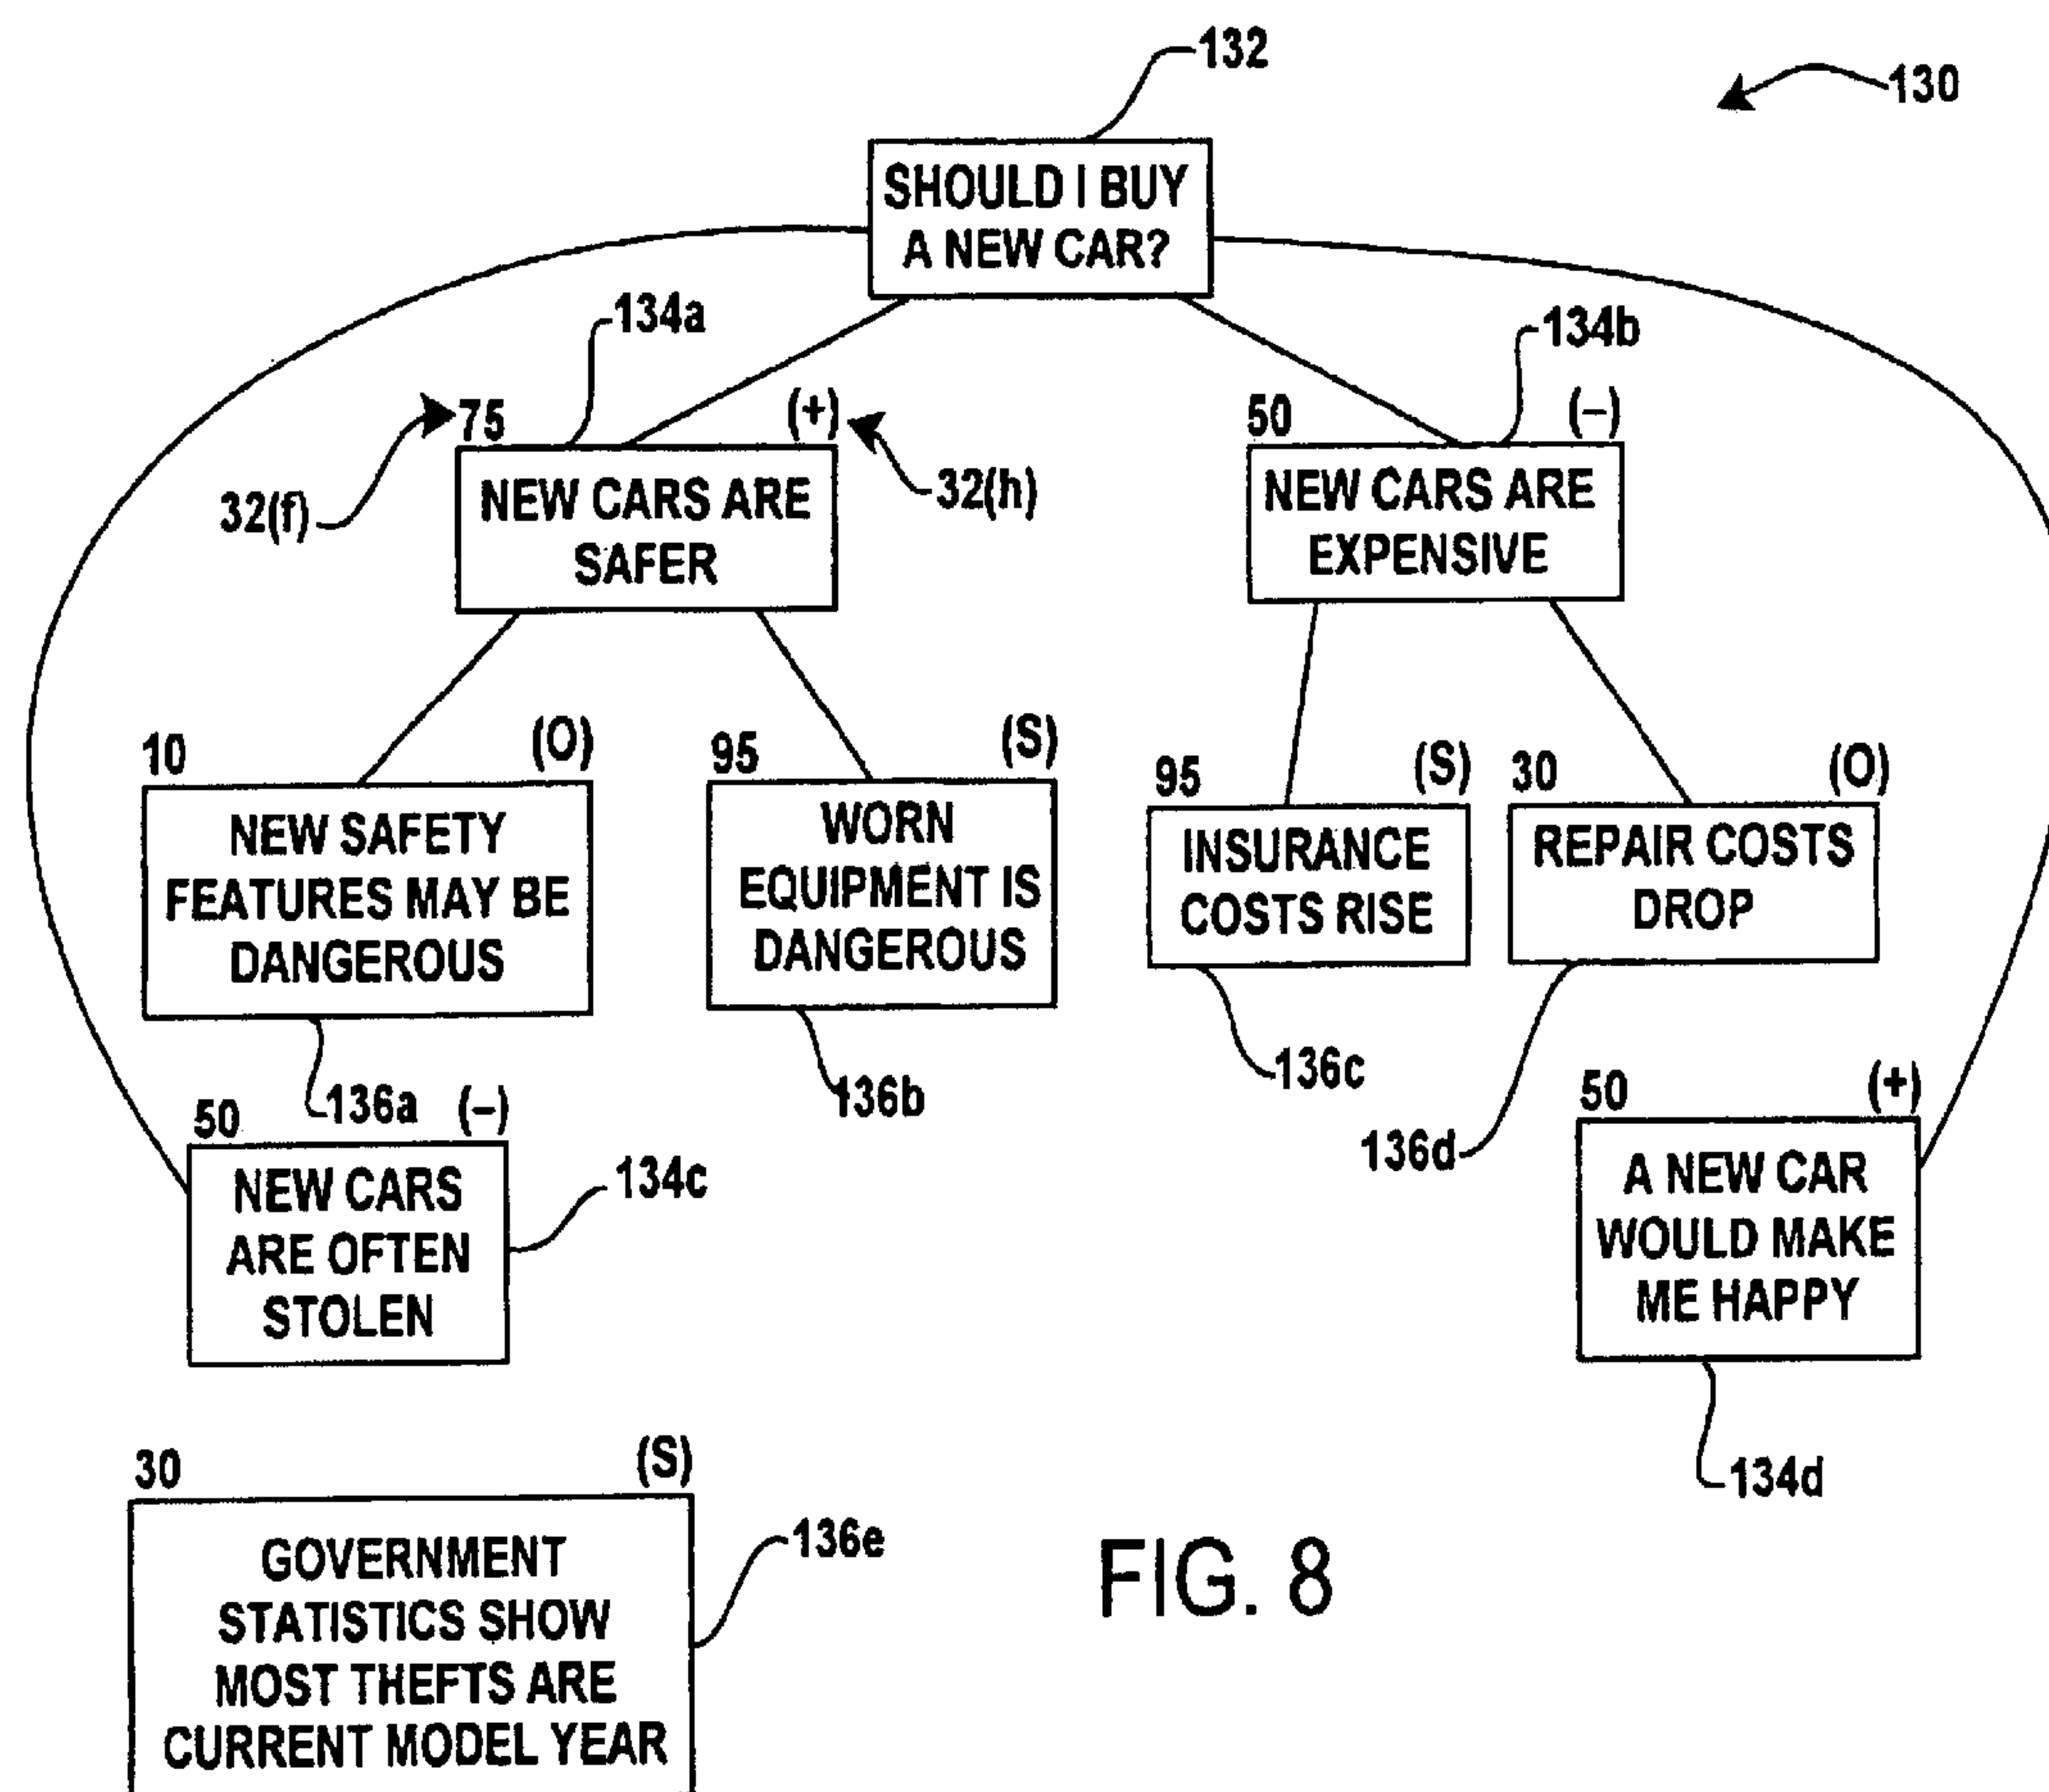 132
130
SHOULD I BUY
A NEW CAR?
134a
134b
75
(+)
32(f)
32(h)
NEW CARS ARE
SAFER
50
(–)
NEW CARS ARE
EXPENSIVE
10
(O)
NEW SAFETY
FEATURES MAY BE
DANGEROUS
136a
95
(S)
WORN
EQUIPMENT IS
DANGEROUS
136b
95
(S)
INSURANCE
COSTS RISE
136c
30
(O)
REPAIR COSTS
DROP
136d
50
(–)
NEW CARS
ARE OFTEN
STOLEN
134c
50
(+)
A NEW CAR
WOULD MAKE
ME HAPPY
134d
30
(S)
GOVERNMENT
STATISTICS SHOW
MOST THEFTS ARE
CURRENT MODEL YEAR
136e
FIG. 8